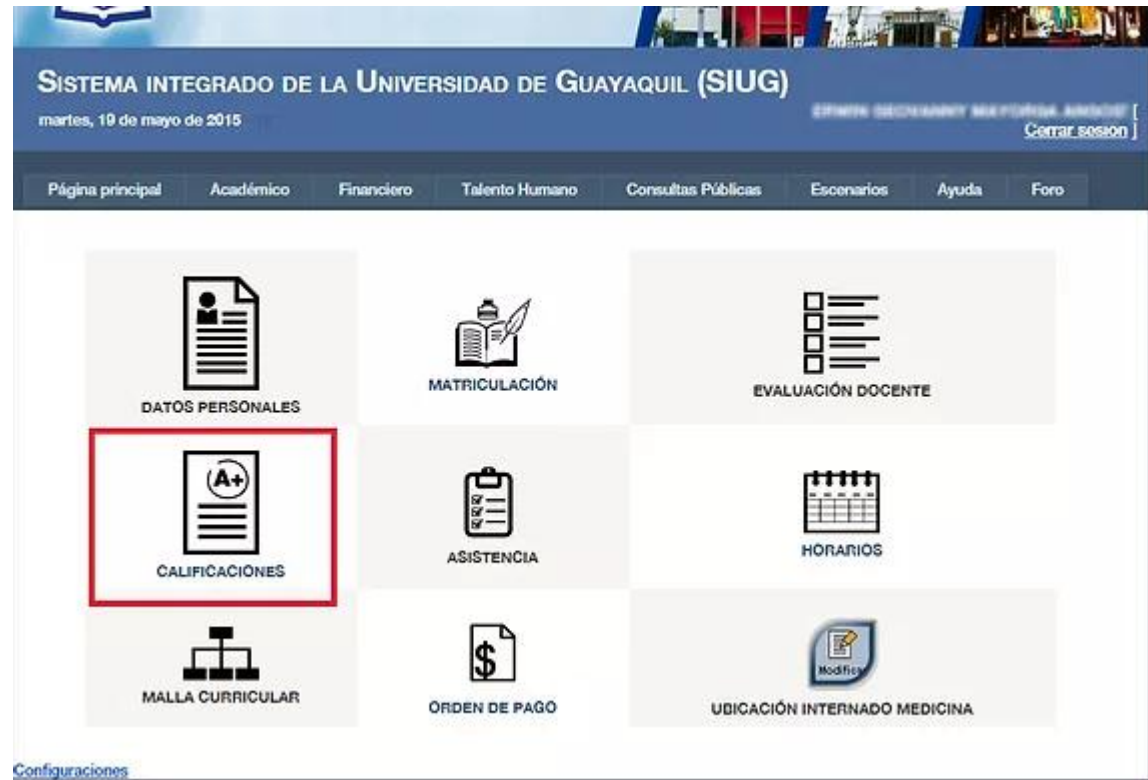 SISTEMA INTEGRADO DE LA UNIVERSIDAD DE GUAYAQUIL (SIUG)
martes, 19 de mayo de 2015
[
Cerrar sesion ]
Página principal Académico Financiero Talento Humano Consultas Públicas Escenarios Ayuda Foro
DATOS PERSONALES
MATRICULACIÓN
EVALUACIÓN DOCENTE
A+
CALIFICACIONES
ASISTENCIA
HORARIOS
MALLA CURRICULAR
$
ORDEN DE PAGO
Modifica
UBICACIÓN INTERNADO MEDICINA
Configuraciones